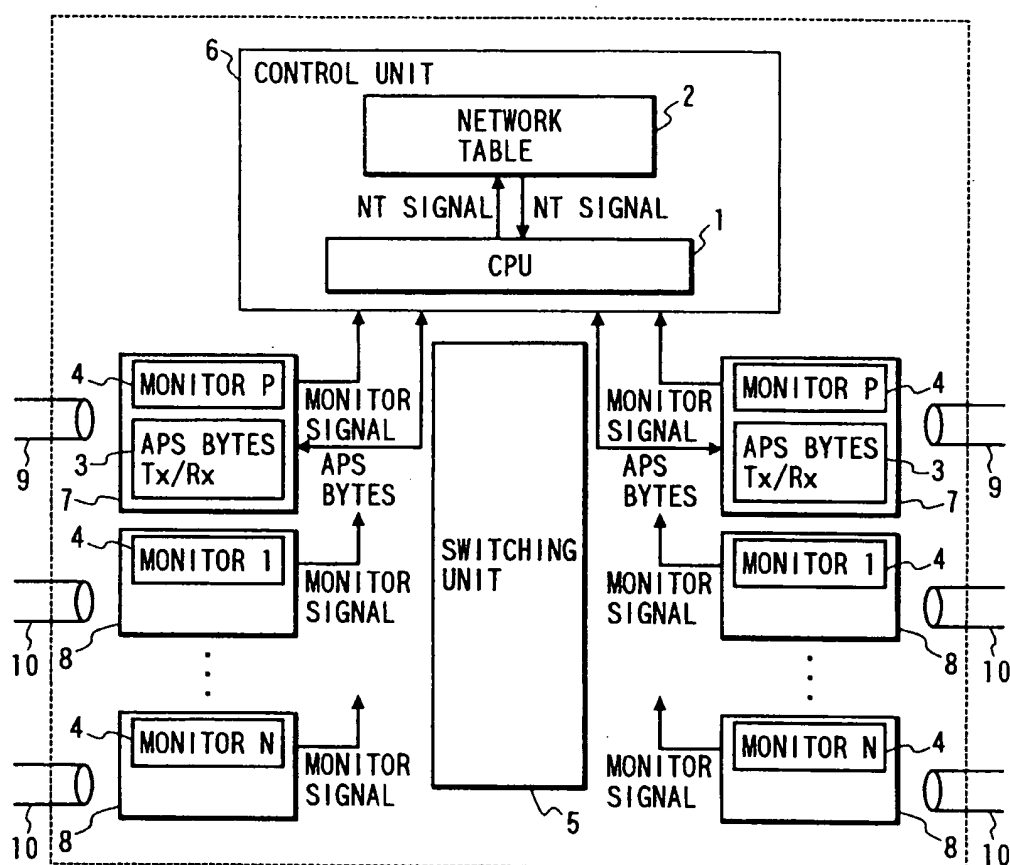 6
CONTROL UNIT
2
NETWORK
TABLE
NT SIGNAL
NT SIGNAL
1
CPU
4
MONITOR P
MONITOR
SIGNAL
3
APS BYTES
Tx/Rx
APS
BYTES
9
7
4
MONITOR 1
MONITOR
SIGNAL
10
8
4
MONITOR N
MONITOR
SIGNAL
10
8
SWITCHING
UNIT
5
MONITOR P
4
MONITOR
SIGNAL
APS BYTES
Tx/Rx
3
APS
BYTES
7
9
MONITOR 1
4
MONITOR
SIGNAL
8
10
MONITOR N
4
MONITOR
SIGNAL
8
10